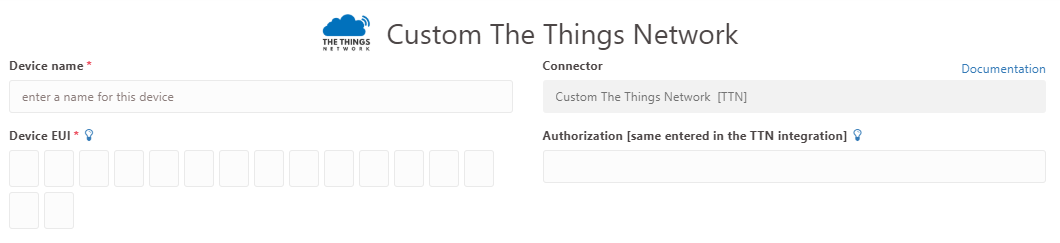 THE THINGS
NETWORK
Custom The Things Network
Device name *
Connector
Documentation
enter a name for this device
Custom The Things Network [TTN]
Device EUI *
Authorization [same entered in the TTN integration]